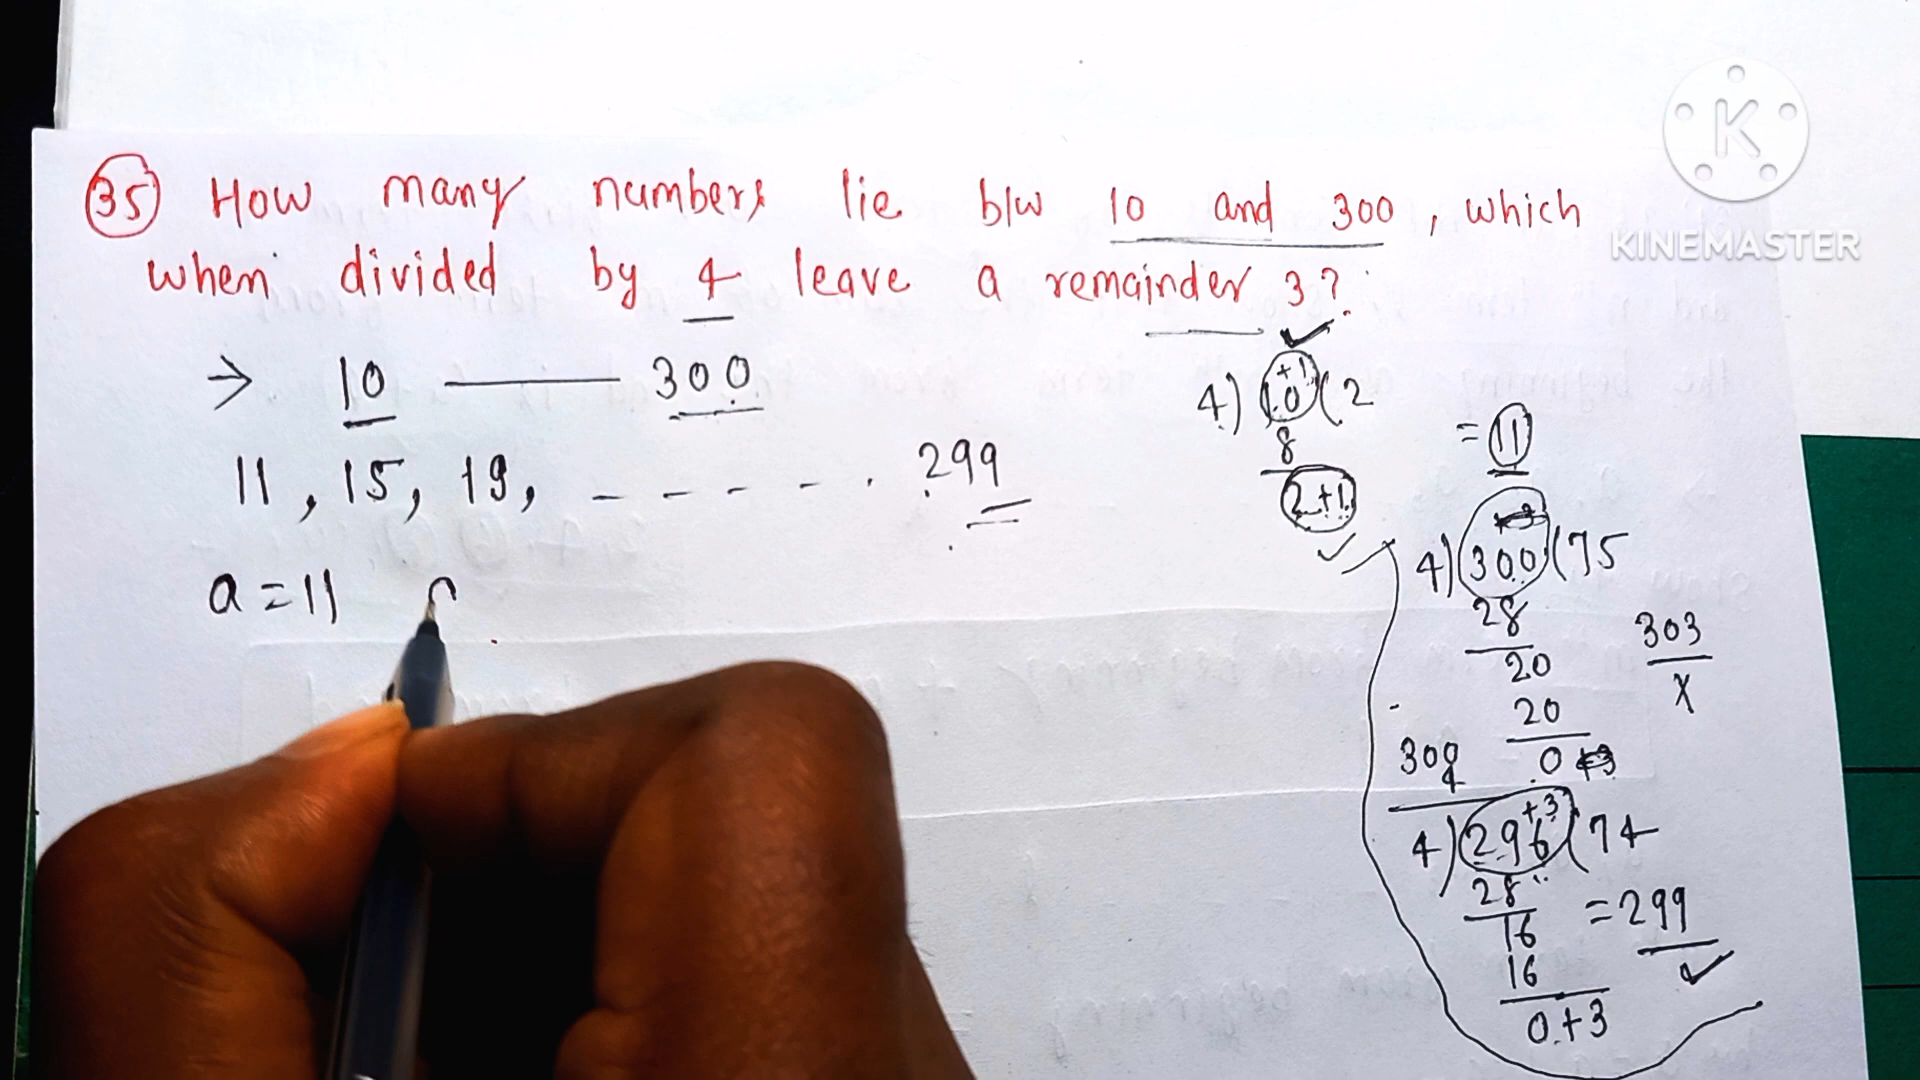 35 How many numbers lie b/w 10 and 300, which
when divided by 4 leave a remainder 3?
→ 10 —— 300
11, 15, 19, - - - - - . 299
a = 11
4) 10 +1 (2
8
2+1
= 11
4) 300 (75
28
20
20
0
303
X
4) 296 +3 (74
28
16
16
0+3
= 299
K
KINEMASTER